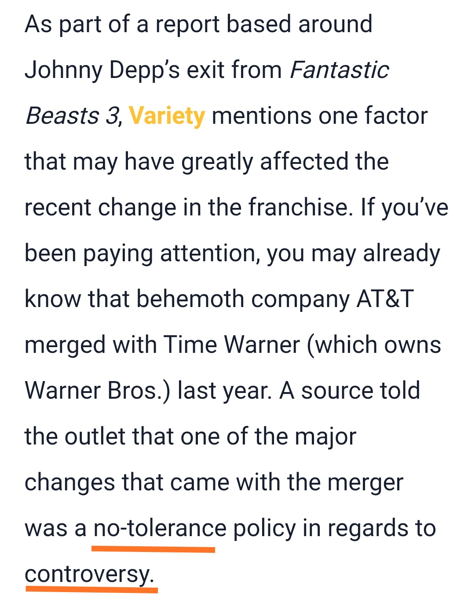 As part of a report based around
Johnny Depp’s exit from Fantastic
Beasts 3, Variety mentions one factor
that may have greatly affected the
recent change in the franchise. If you’ve
been paying attention, you may already
know that behemoth company AT&T
merged with Time Warner (which owns
Warner Bros.) last year. A source told
the outlet that one of the major
changes that came with the merger
was a no-tolerance policy in regards to
controversy.